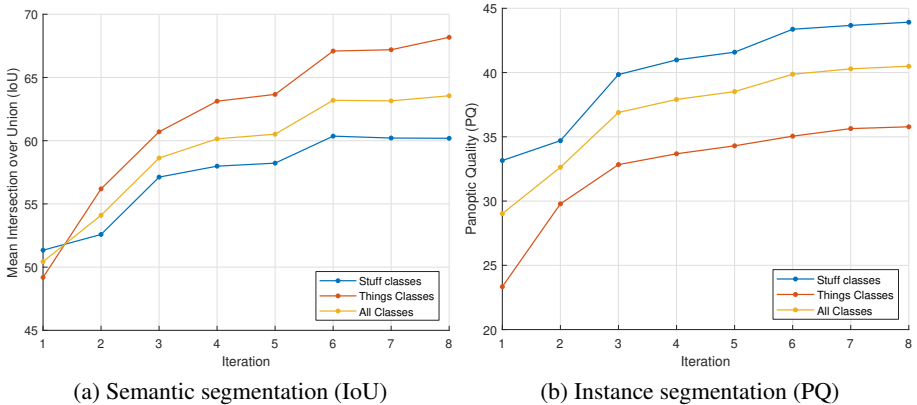 70
65
60
55
50
45
Mean Intersection over Union (IoU)
1 2 3 4 5 6 7 8
Iteration
Stuff classes
Things Classes
All Classes
(a) Semantic segmentation (IoU)
45
40
35
30
25
20
Panoptic Quality (PQ)
1 2 3 4 5 6 7 8
Iteration
Stuff classes
Things Classes
All Classes
(b) Instance segmentation (PQ)